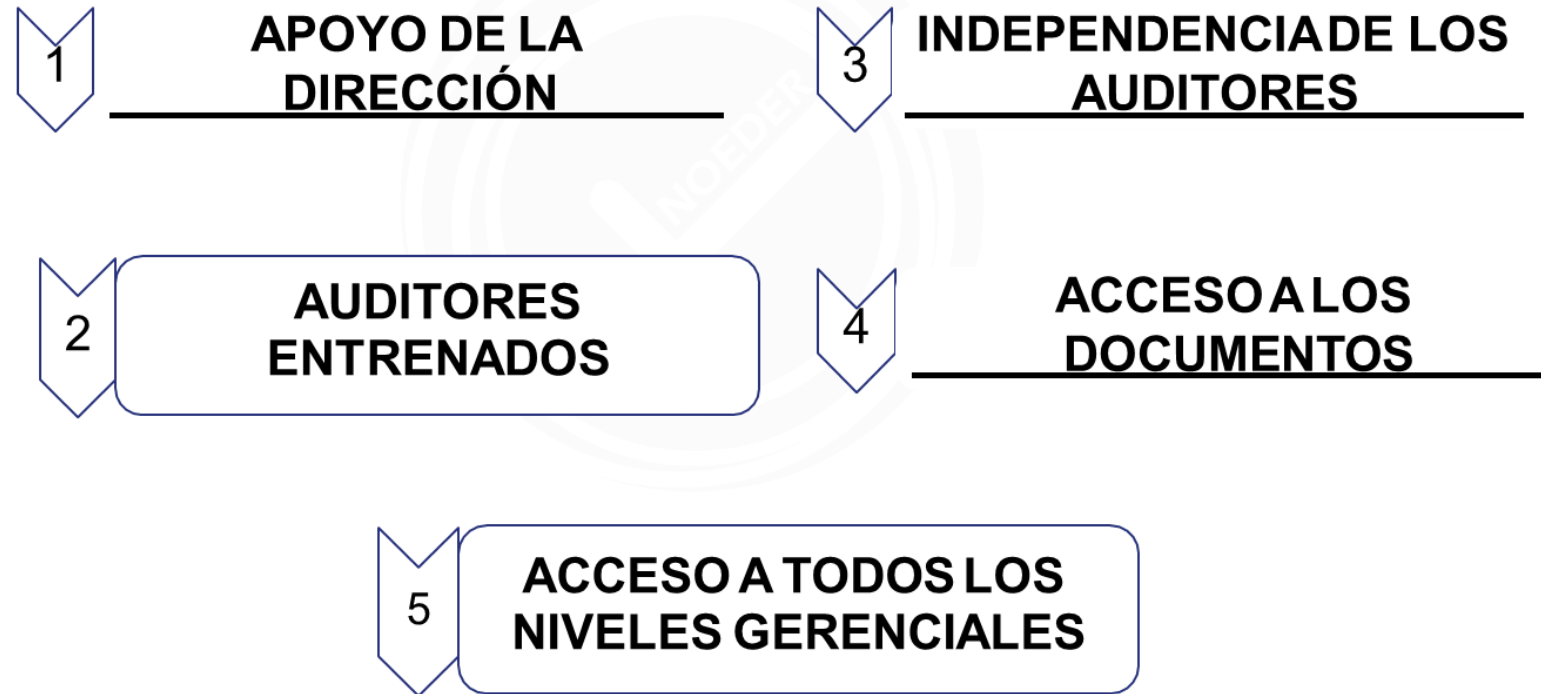 1
APOYO DE LA
DIRECCIÓN
2
AUDITORES
ENTRENADOS
3
INDEPENDENCIA DE LOS
AUDITORES
4
ACCESO A LOS
DOCUMENTOS
5
ACCESO A TODOS LOS
NIVELES GERENCIALES
NOEDER